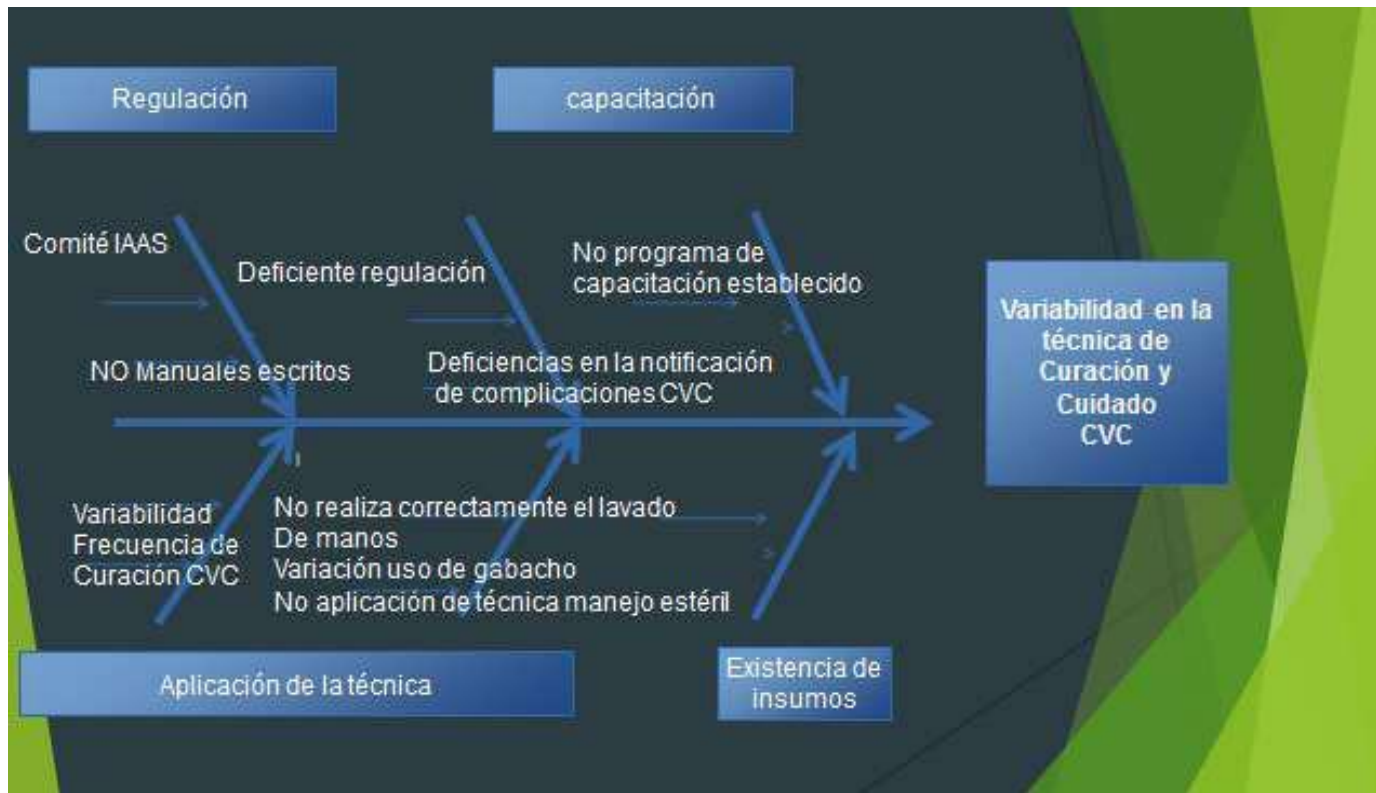 Regulación
capacitación
Comité IAAS
Deficiente regulación
No programa de
capacitación establecido
NO Manuales escritos
Deficiencias en la notificación
de complicaciones CVC
Variabilidad en la
técnica de
Curación y
Cuidado
CVC
Variabilidad
Frecuencia de
Curación CVC
No realiza correctamente el lavado
De manos
Variación uso de gabacho
No aplicación de técnica manejo estéril
Aplicación de la técnica
Existencia de
insumos